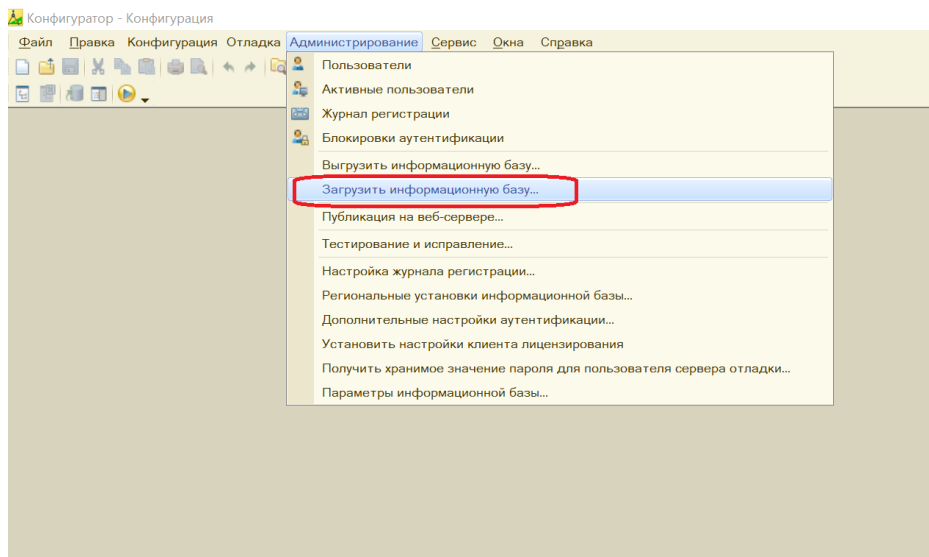 Конфигуратор - Конфигурация
Файл Правка Конфигурация Отладка Администрирование Сервис Окна Справка
Пользователи
Активные пользователи
Журнал регистрации
Блокировки аутентификации
Выгрузить информационную базу...
Загрузить информационную базу...
Публикация на веб-сервере...
Тестирование и исправление...
Настройка журнала регистрации...
Региональные установки информационной базы...
Дополнительные настройки аутентификации...
Установить настройки клиента лицензирования
Получить хранимое значение пароля для пользователя сервера отладки...
Параметры информационной базы...